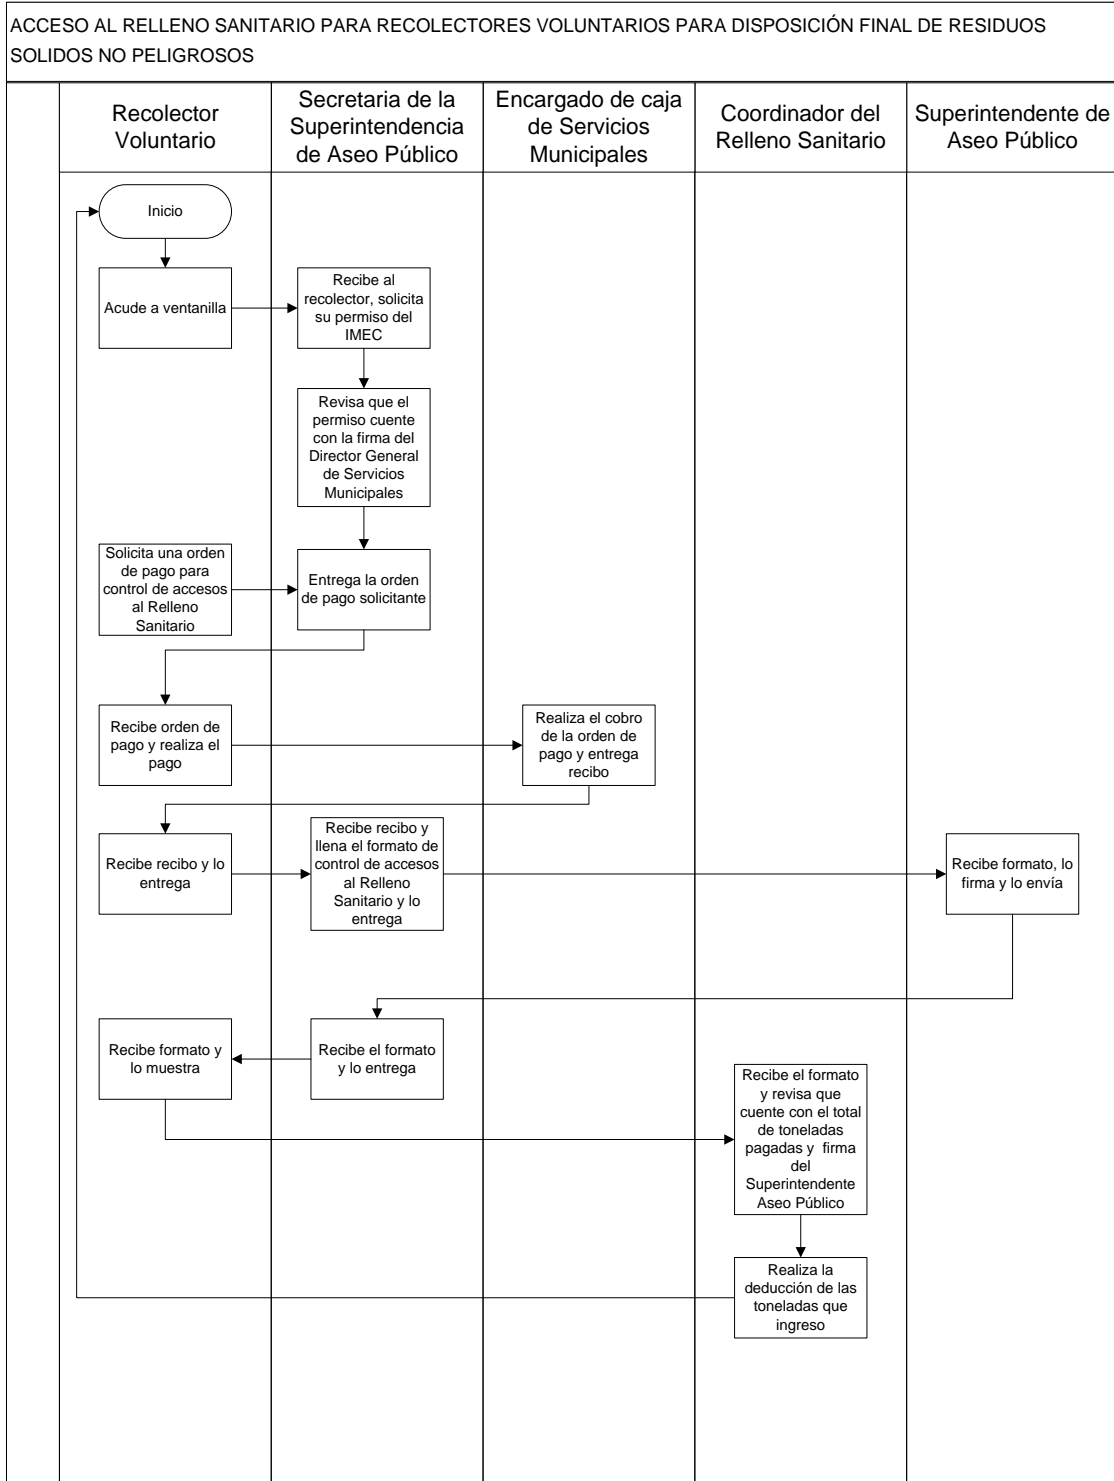 ACCESO AL RELLENO SANITARIO PARA RECOLECTORES VOLUNTARIOS PARA DISPOSICIÓN FINAL DE RESIDUOS
SOLIDOS NO PELIGROSOS
Recolector
Voluntario
Secretaria de la
Superintendencia
de Aseo Público
Encargado de caja
de Servicios
Municipales
Coordinador del
Relleno Sanitario
Superintendente de
Aseo Público
Inicio
Acude a ventanilla
Recibe al
recolector, solicita
su permiso del
IMEC
Revisa que el
permiso cuente
con la firma del
Director General
de Servicios
Municipales
Solicita una orden
de pago para
control de accesos
al Relleno
Sanitario
Entrega la orden
de pago solicitante
Recibe orden de
pago y realiza el
pago
Realiza el cobro
de la orden de
pago y entrega
recibo
Recibe recibo y lo
entrega
Recibe recibo y
llena el formato de
control de accesos
al Relleno
Sanitario y lo
entrega
Recibe formato, lo
firma y lo envía
Recibe formato y
lo muestra
Recibe el formato
y lo entrega
Recibe el formato
y revisa que
cuente con el total
de toneladas
pagadas y  firma
del
Superintendente
Aseo Público
Realiza la
deducción de las
toneladas que
ingreso